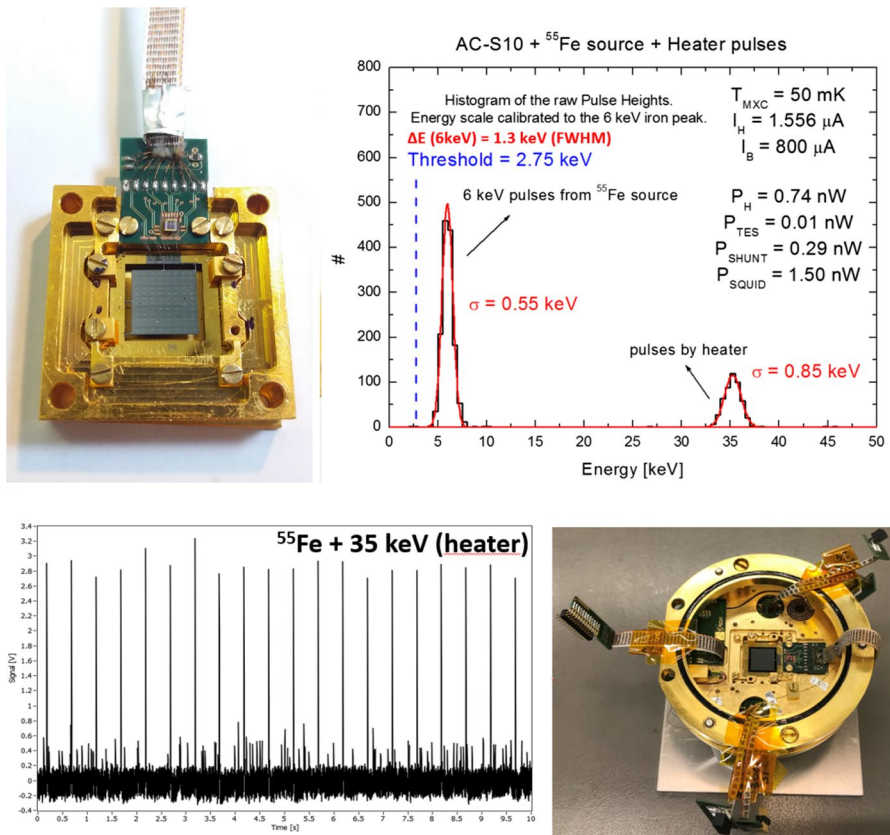 AC-S10 + ⁵⁵Fe source + Heater pulses
800
700
600
500
400
300
200
100
0
#
Histogram of the raw Pulse Heights.
Energy scale calibrated to the 6 keV iron peak.
ΔE (6keV) = 1.3 keV (FWHM)
Threshold = 2.75 keV
6 keV pulses from ⁵⁵Fe source
σ = 0.55 keV
pulses by heater
σ = 0.85 keV
T_MXC = 50 mK
I_H = 1.556 μA
I_B = 800 μA
P_H = 0.74 nW
P_TES = 0.01 nW
P_SHUNT = 0.29 nW
P_SQUID = 1.50 nW
0 5 10 15 20 25 30 35 40 45 50
Energy [keV]
⁵⁵Fe + 35 keV (heater)
3.4
3.2
3
2.8
2.6
2.4
2.2
2
1.8
1.6
1.4
1.2
1
0.8
0.6
0.4
0.2
0
-0.2
-0.4
Signal [V]
0 0.5 1 1.5 2 2.5 3 3.5 4 4.5 5 5.5 6 6.5 7 7.5 8 8.5 9 9.5 10
Time [s]